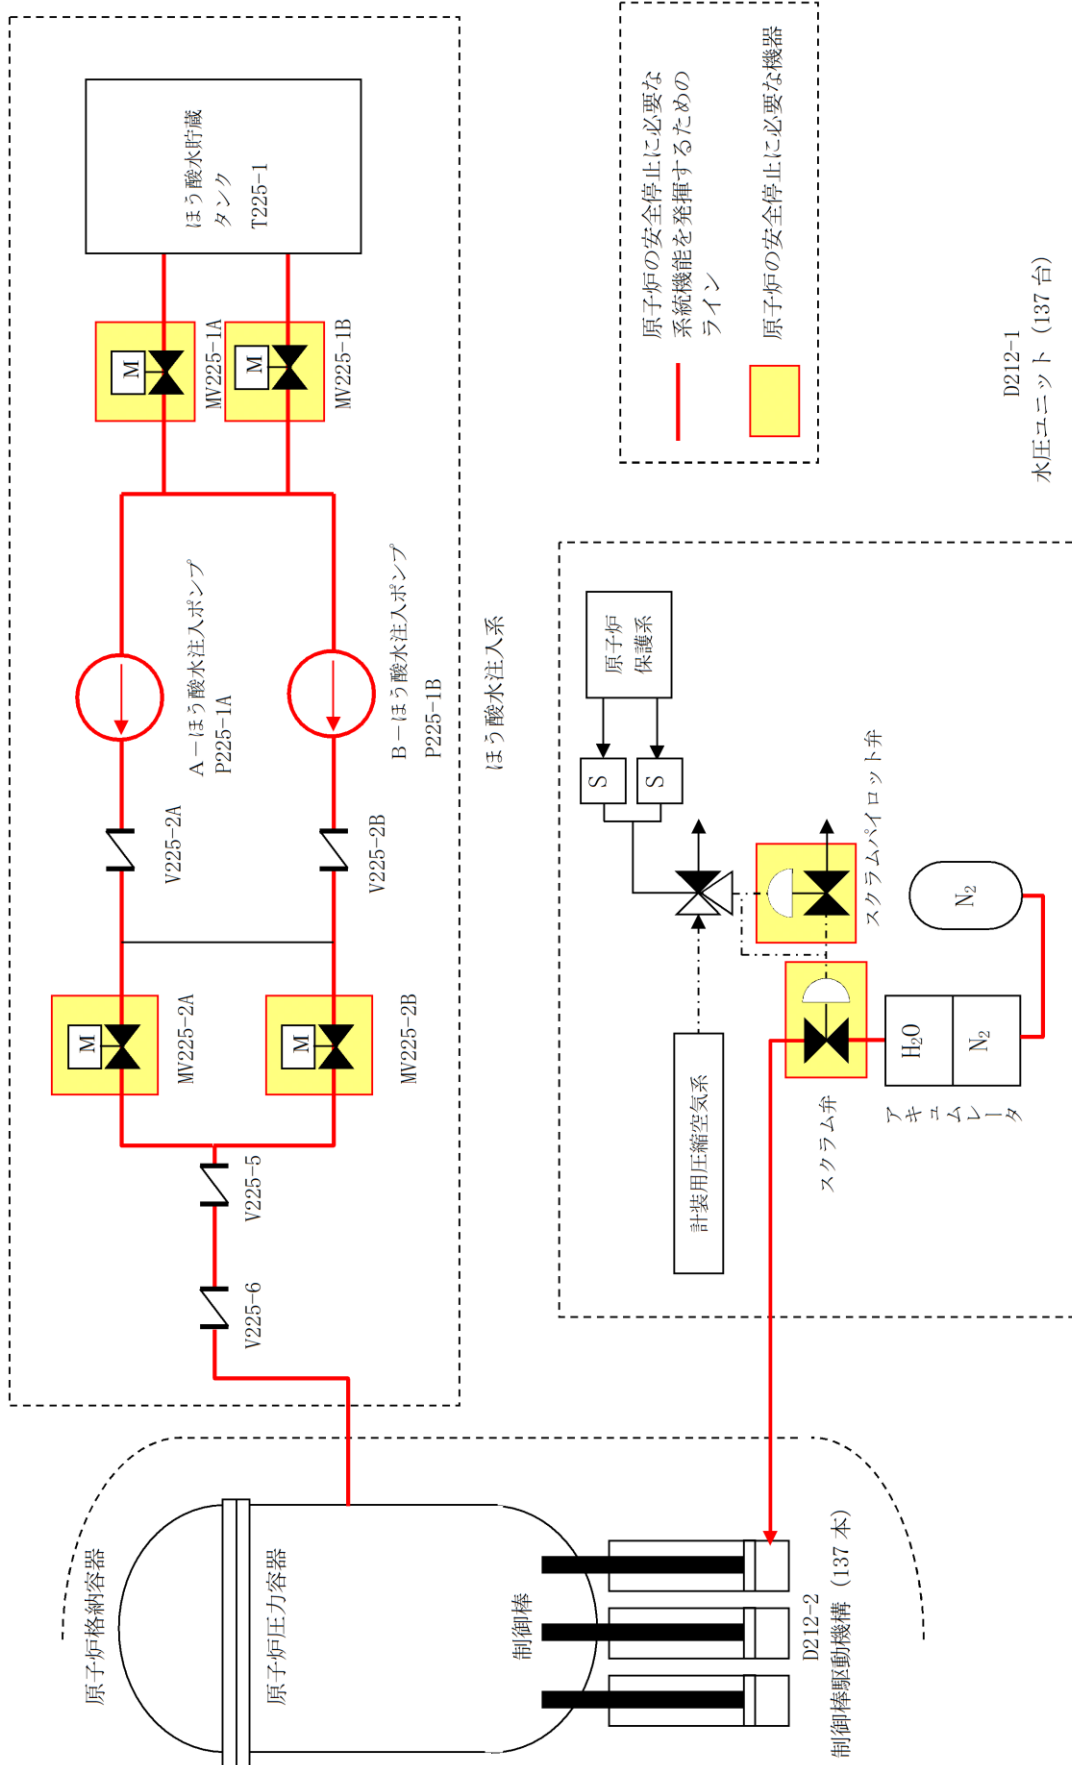 原子炉格納容器
原子炉圧力容器
制御棒
D212-2
制御棒駆動機構（137 本）
V225-6
V225-5
M
MV225-2A
M
MV225-2B
V225-2A
V225-2B
A－ほう酸水注入ポンプ
P225-1A
B－ほう酸水注入ポンプ
P225-1B
M
MV225-1A
M
MV225-1B
ほう酸水貯蔵
タンク
T225-1
ほう酸水注入系
計装用圧縮空気系
スクラム弁
アキュムレータ
H₂O
N₂
N₂
スクラムパイロット弁
S
S
原子炉
保護系
D212-1
水圧ユニット（137 台）
原子炉の安全停止に必要な
系統機能を発揮するための
ライン
原子炉の安全停止に必要な機器